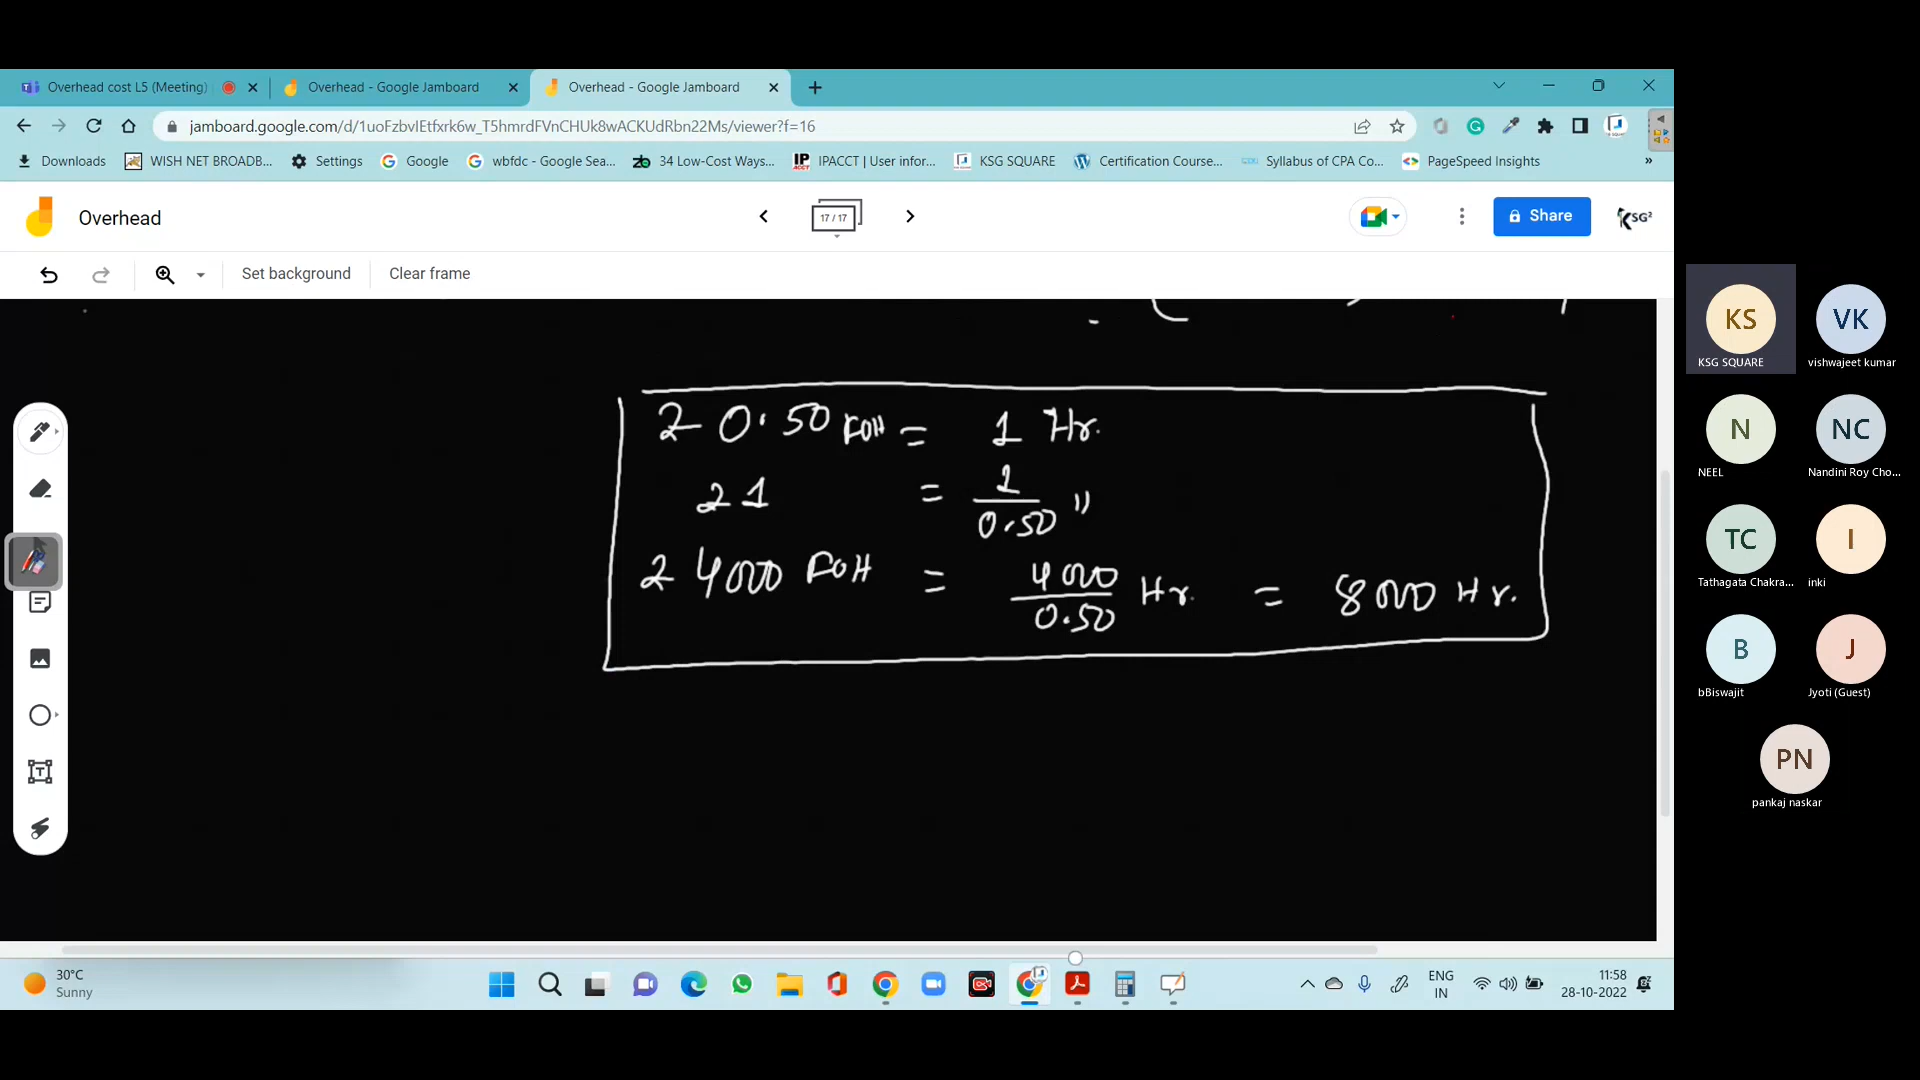 Overhead cost L5 (Meeting)
Overhead - Google Jamboard
Overhead - Google Jamboard
jamboard.google.com/d/1uoFzbvIEtfxrk6w_T5hmrdFVnCHUk8wACKUdRbn22Ms/viewer?f=16
Downloads
WISH NET BROADB...
Settings
Google
wbfdc - Google Sea...
34 Low-Cost Ways...
IPACCT | User infor...
KSG SQUARE
Certification Course...
Syllabus of CPA Co...
PageSpeed Insights
Overhead
17 / 17
Share
KSG²
Set background
Clear frame
2 0.50 FOH = 1 Hr.
2 1 = 1/0.50 "
2 4000 FOH = 4000/0.50 Hr. = 8000 Hr.
KS
KSG SQUARE
VK
vishwajeet kumar
N
NEEL
NC
Nandini Roy Cho...
TC
Tathagata Chakra...
I
inki
B
bBiswajit
J
Jyoti (Guest)
PN
pankaj naskar
30°C
Sunny
ENG
IN
11:58
28-10-2022